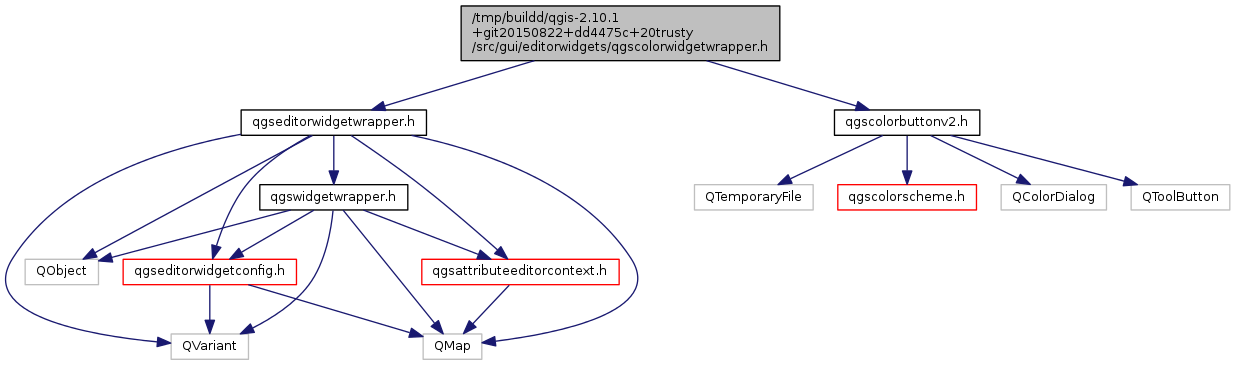 /tmp/buildd/qgis-2.10.1
+git20150822+dd4475c+20trusty
/src/gui/editorwidgets/qgscolorwidgetwrapper.h
qgseditorwidgetwrapper.h
qgscolorbuttonv2.h
qgswidgetwrapper.h
QTemporaryFile
qgscolorscheme.h
QColorDialog
QToolButton
QObject
qgseditorwidgetconfig.h
qgsattributeeditorcontext.h
QVariant
QMap